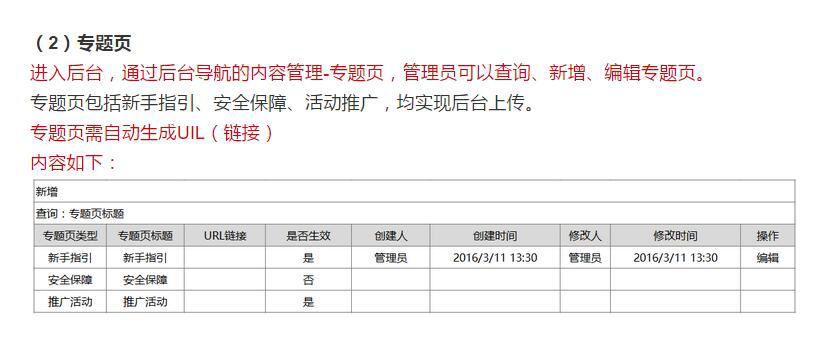 （2）专题页
进入后台，通过后台导航的内容管理-专题页，管理员可以查询、新增、编辑专题页。
专题页包括新手指引、安全保障、活动推广，均实现后台上传。
专题页需自动生成UIL（链接）
内容如下：
新增
查询：专题页标题
专题页类型 专题页标题 URL链接 是否生效 创建人 创建时间 修改人 修改时间 操作
新手指引 新手指引 是 管理员 2016/3/11 13:30 管理员 2016/3/11 13:30 编辑
安全保障 安全保障 否
推广活动 推广活动 是